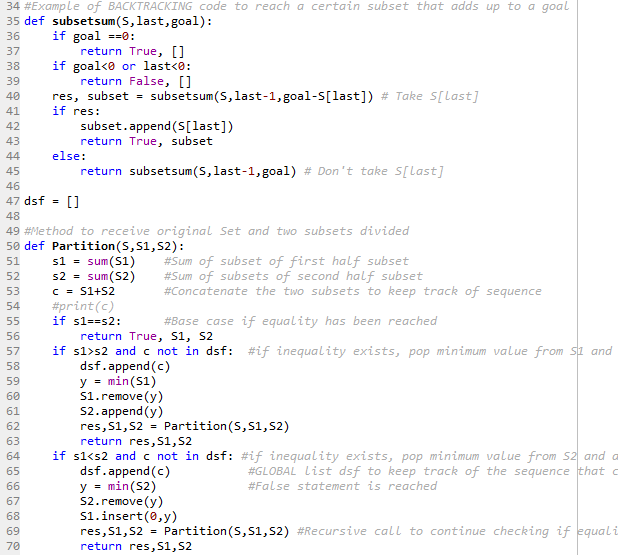 34 #Example of BACKTRACKING code to reach a certain subset that adds up to a goal
35 def subsetsum(S,last,goal):
36     if goal ==0:
37         return True, []
38     if goal<0 or last<0:
39         return False, []
40     res, subset = subsetsum(S,last-1,goal-S[last]) # Take S[last]
41     if res:
42         subset.append(S[last])
43         return True, subset
44     else:
45         return subsetsum(S,last-1,goal) # Don't take S[last]
46
47 dsf = []
48
49 #Method to receive original Set and two subsets divided
50 def Partition(S,S1,S2):
51     s1 = sum(S1)    #Sum of subset of first half subset
52     s2 = sum(S2)    #Sum of subsets of second half subset
53     c = S1+S2       #Concatenate the two subsets to keep track of sequence
54     #print(c)
55     if s1==s2:      #Base case if equality has been reached
56         return True, S1, S2
57     if s1>s2 and c not in dsf:  #if inequality exists, pop minimum value from S1 and
58         dsf.append(c)
59         y = min(S1)
60         S1.remove(y)
61         S2.append(y)
62         res,S1,S2 = Partition(S,S1,S2)
63         return res,S1,S2
64     if s1<s2 and c not in dsf: #if inequality exists, pop minimum value from S2 and a
65         dsf.append(c)           #GLOBAL list dsf to keep track of the sequence that c
66         y = min(S2)             #False statement is reached
67         S2.remove(y)
68         S1.insert(0,y)
69         res,S1,S2 = Partition(S,S1,S2) #Recursive call to continue checking if equali
70         return res,S1,S2